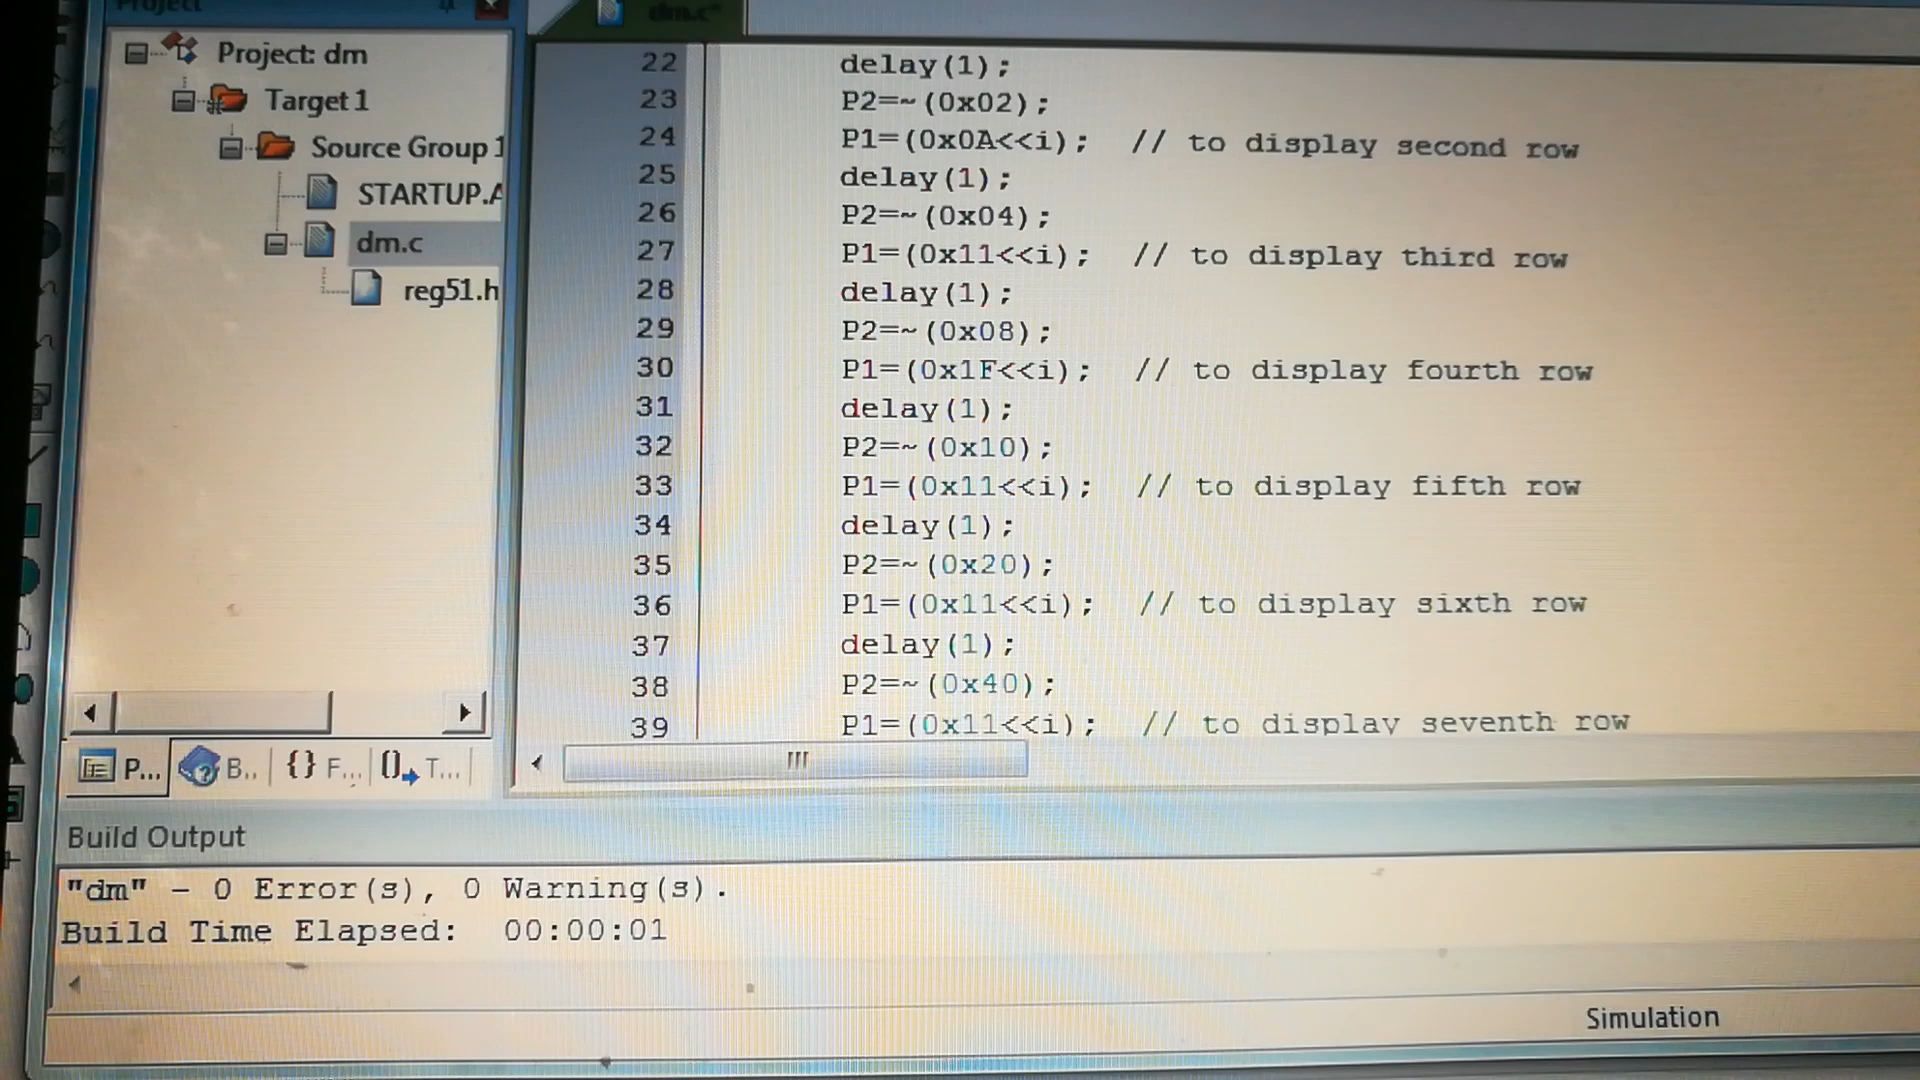 Project
dm.c*
Project: dm
Target 1
Source Group 1
STARTUP.A
dm.c
reg51.h
22 delay(1);
23 P2=~(0x02);
24 P1=(0x0A<<i); // to display second row
25 delay(1);
26 P2=~(0x04);
27 P1=(0x11<<i); // to display third row
28 delay(1);
29 P2=~(0x08);
30 P1=(0x1F<<i); // to display fourth row
31 delay(1);
32 P2=~(0x10);
33 P1=(0x11<<i); // to display fifth row
34 delay(1);
35 P2=~(0x20);
36 P1=(0x11<<i); // to display sixth row
37 delay(1);
38 P2=~(0x40);
39 P1=(0x11<<i); // to display seventh row
P... B... {} F... 0 T...
Build Output
"dm" - 0 Error(s), 0 Warning(s).
Build Time Elapsed: 00:00:01
Simulation